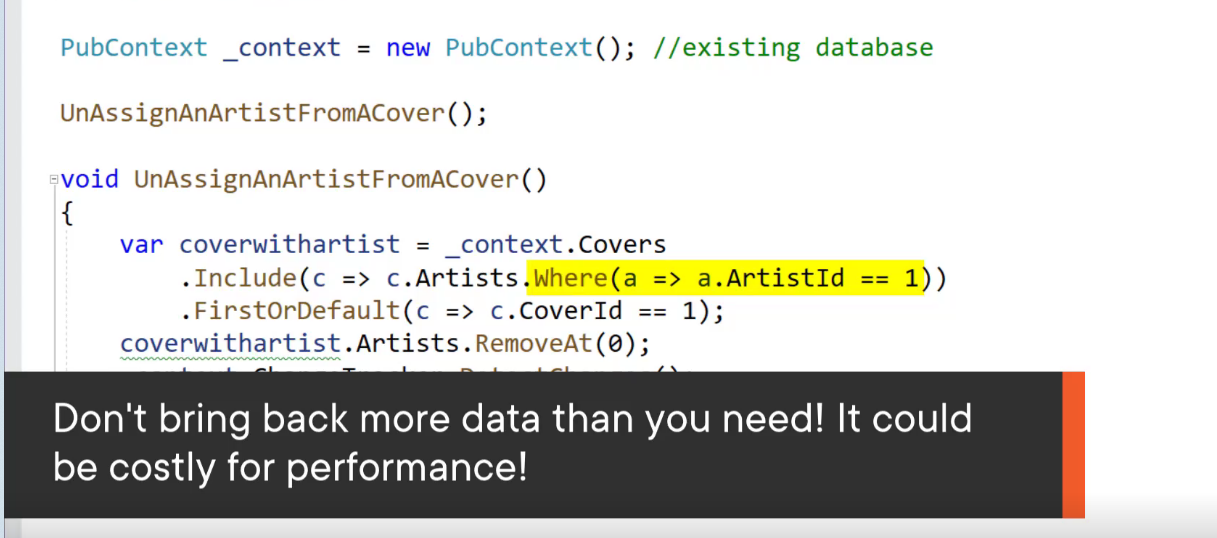 PubContext _context = new PubContext(); //existing database
UnAssignAnArtistFromACover();
void UnAssignAnArtistFromACover()
{
var coverwithartist = _context.Covers
.Include(c => c.Artists.Where(a => a.ArtistId == 1))
.FirstOrDefault(c => c.CoverId == 1);
coverwithartist.Artists.RemoveAt(0);
Don't bring back more data than you need! It could
be costly for performance!